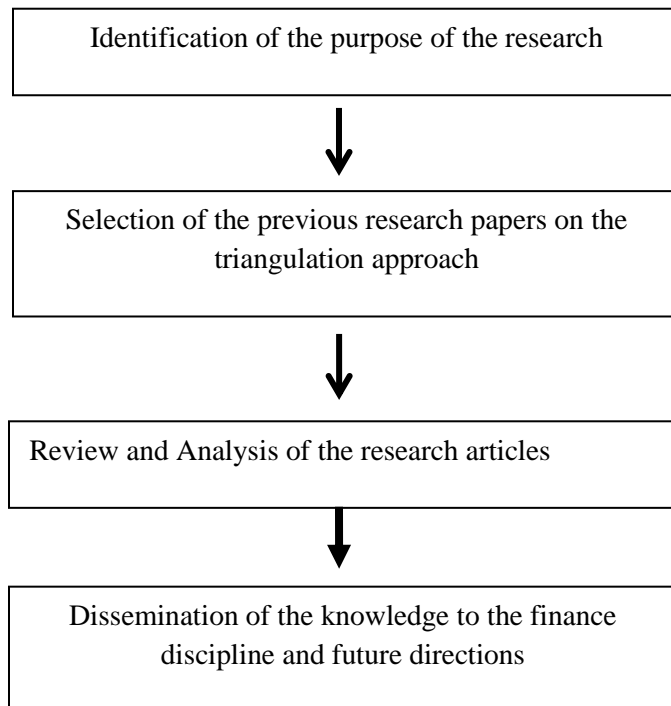 Identification of the purpose of the research
Selection of the previous research papers on the
triangulation approach
Review and Analysis of the research articles
Dissemination of the knowledge to the finance
discipline and future directions